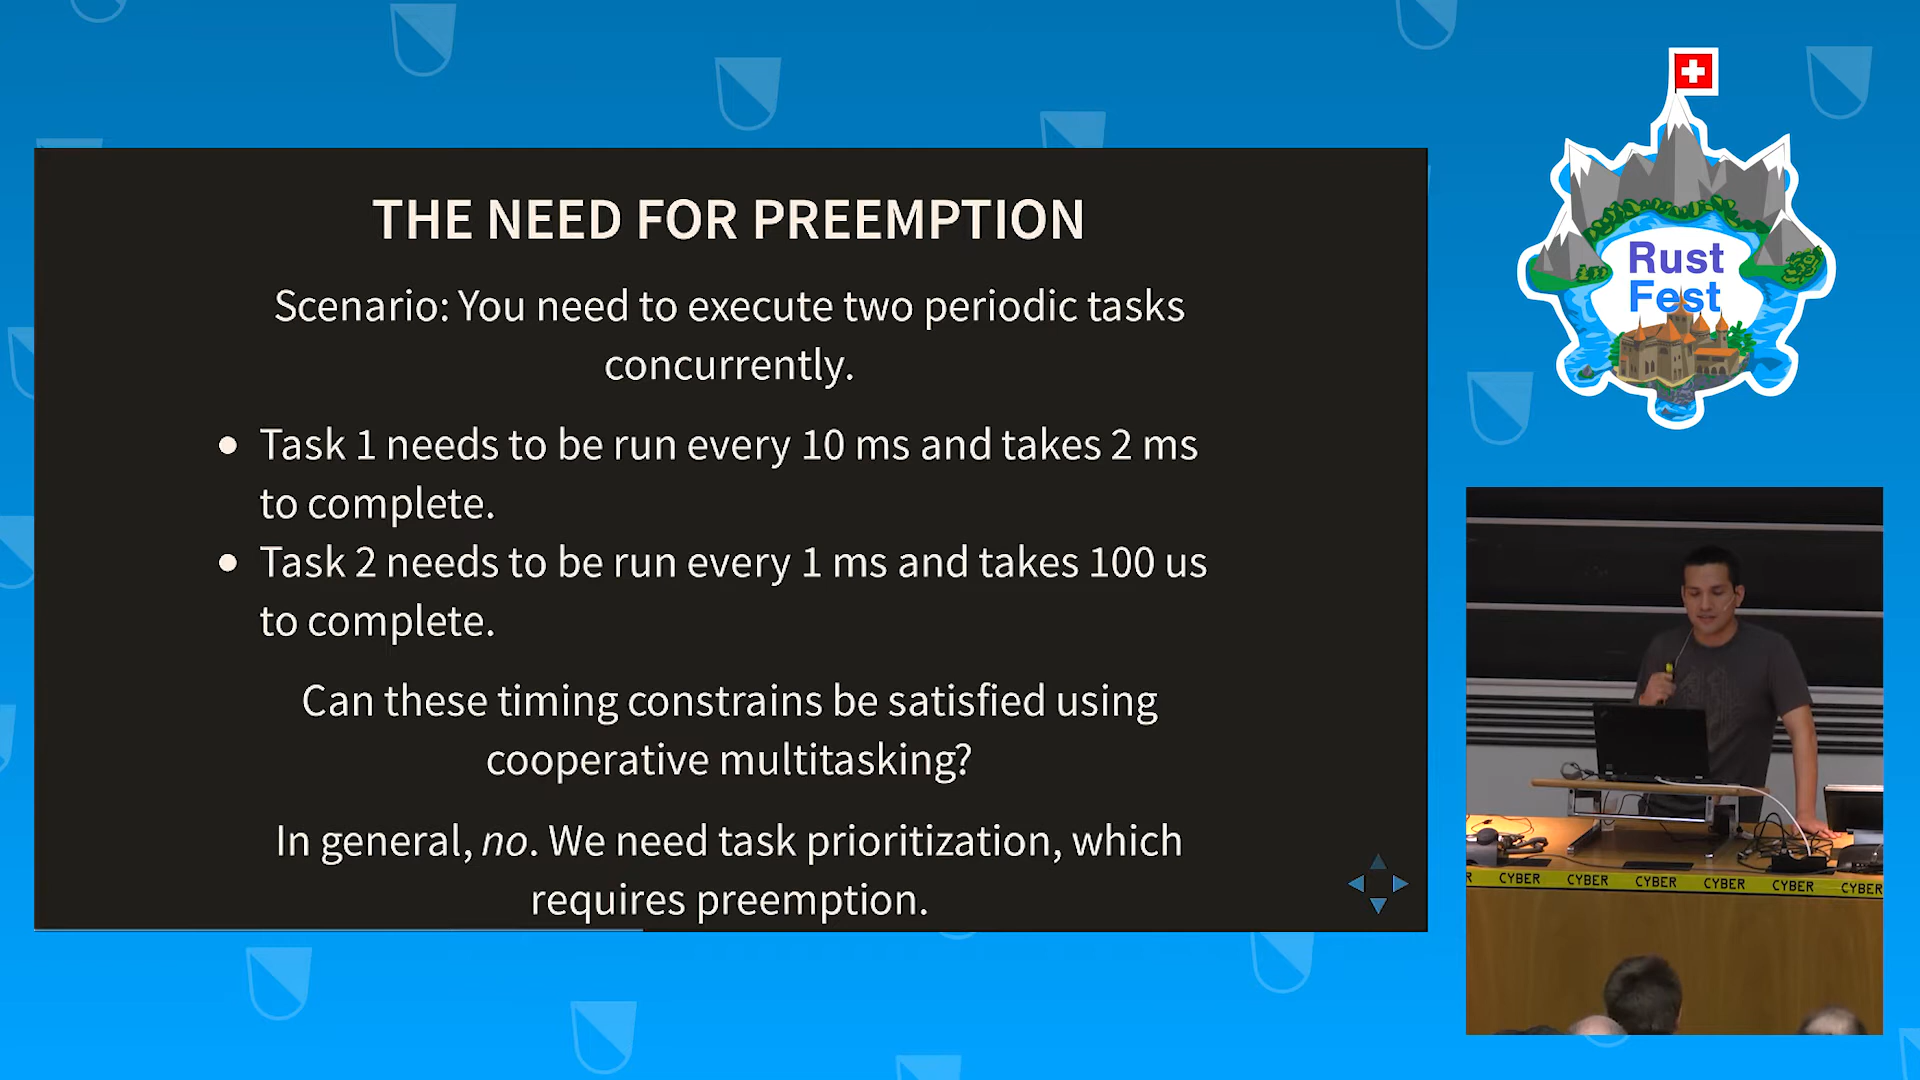 THE NEED FOR PREEMPTION
Scenario: You need to execute two periodic tasks
concurrently.
Task 1 needs to be run every 10 ms and takes 2 ms
to complete.
Task 2 needs to be run every 1 ms and takes 100 us
to complete.
Can these timing constrains be satisfied using
cooperative multitasking?
In general, no. We need task prioritization, which
requires preemption.
Rust
Fest
R CYBER CYBER CYBER CYBER CYBER CYBER